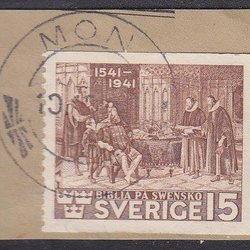 MON
1541-
1941
BIBLIA PÅ SWENSKO
SVERIGE 15